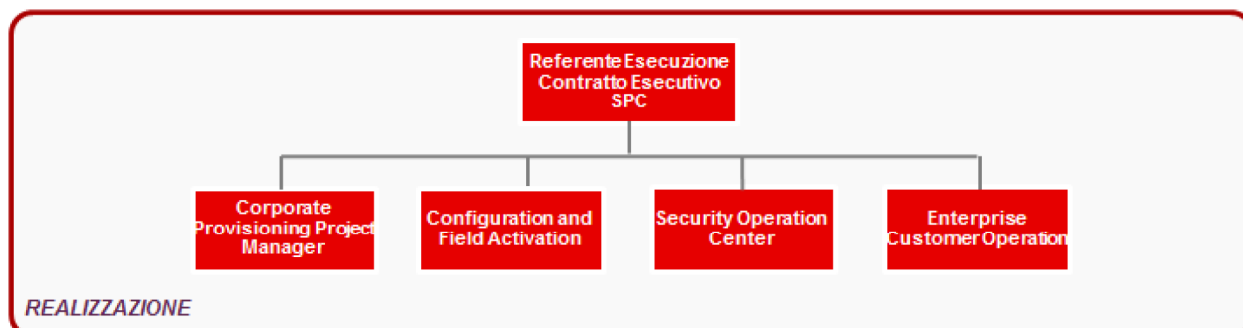 Referente Esecuzione
Contratto Esecutivo
SPC
Corporate
Provisioning Project
Manager
Configuration and
Field Activation
Security Operation
Center
Enterprise
Customer Operation
REALIZZAZIONE